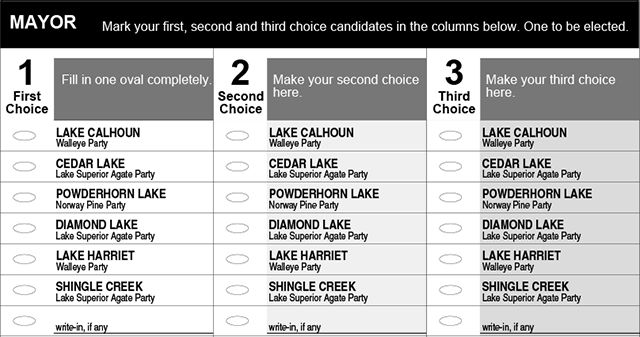 MAYOR Mark your first, second and third choice candidates in the columns below. One to be elected.
1
First
Choice
Fill in one oval completely.
2
Second
Choice
Make your second choice
here.
3
Third
Choice
Make your third choice
here.
LAKE CALHOUN
Walleye Party
CEDAR LAKE
Lake Superior Agate Party
POWDERHORN LAKE
Norway Pine Party
DIAMOND LAKE
Lake Superior Agate Party
LAKE HARRIET
Walleye Party
SHINGLE CREEK
Lake Superior Agate Party
write-in, if any
LAKE CALHOUN
Walleye Party
CEDAR LAKE
Lake Superior Agate Party
POWDERHORN LAKE
Norway Pine Party
DIAMOND LAKE
Lake Superior Agate Party
LAKE HARRIET
Walleye Party
SHINGLE CREEK
Lake Superior Agate Party
write-in, if any
LAKE CALHOUN
Walleye Party
CEDAR LAKE
Lake Superior Agate Party
POWDERHORN LAKE
Norway Pine Party
DIAMOND LAKE
Lake Superior Agate Party
LAKE HARRIET
Walleye Party
SHINGLE CREEK
Lake Superior Agate Party
write-in, if any